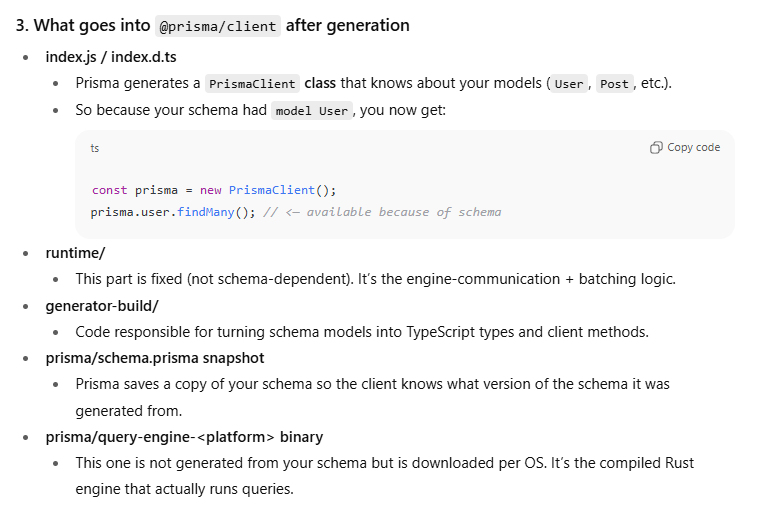 3. What goes into @prisma/client after generation
• index.js / index.d.ts
• Prisma generates a PrismaClient class that knows about your models ( User , Post , etc.).
• So because your schema had model User , you now get:
ts
Copy code
const prisma = new PrismaClient();
prisma.user.findMany(); // <— available because of schema
• runtime/
• This part is fixed (not schema-dependent). It’s the engine-communication + batching logic.
• generator-build/
• Code responsible for turning schema models into TypeScript types and client methods.
• prisma/schema.prisma snapshot
• Prisma saves a copy of your schema so the client knows what version of the schema it was
generated from.
• prisma/query-engine-<platform> binary
• This one is not generated from your schema but is downloaded per OS. It’s the compiled Rust
engine that actually runs queries.